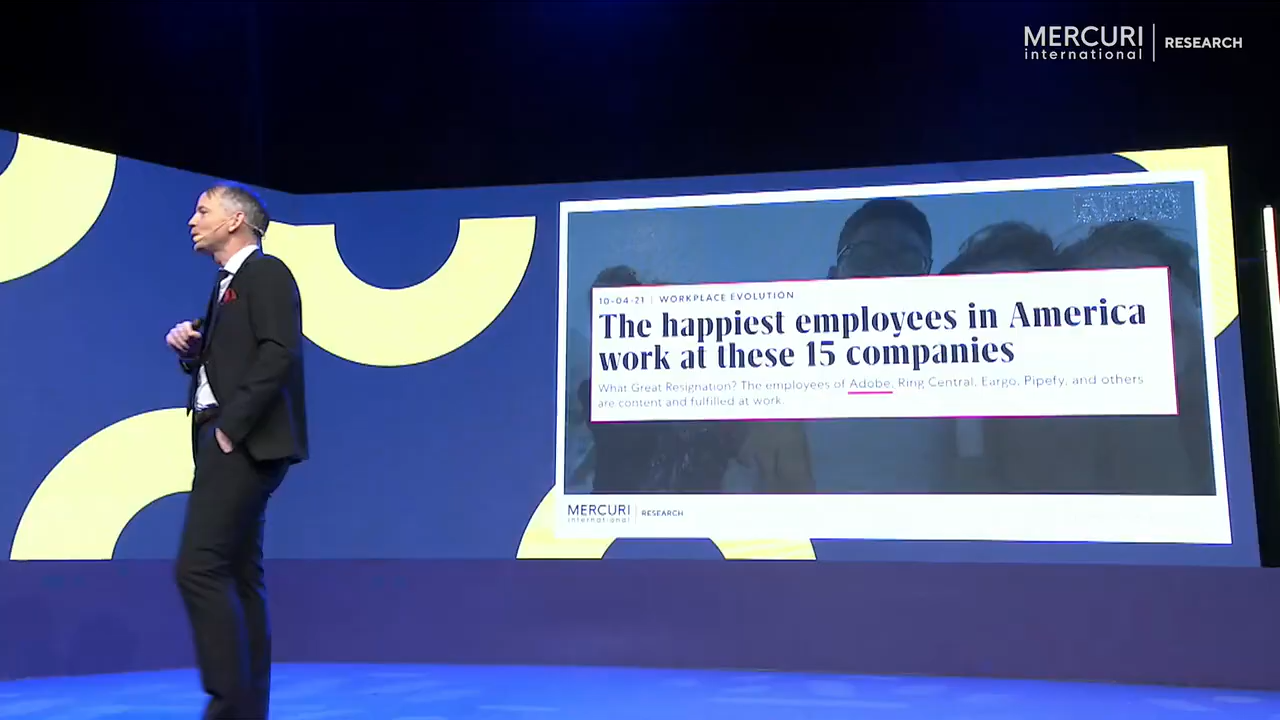 MERCURI
international
RESEARCH
10-04-21 | WORKPLACE EVOLUTION
The happiest employees in America
work at these 15 companies
What Great Resignation? The employees of Adobe, Ring Central, Eargo, Pipefy, and others
are content and fulfilled at work.
MERCURI
international
RESEARCH